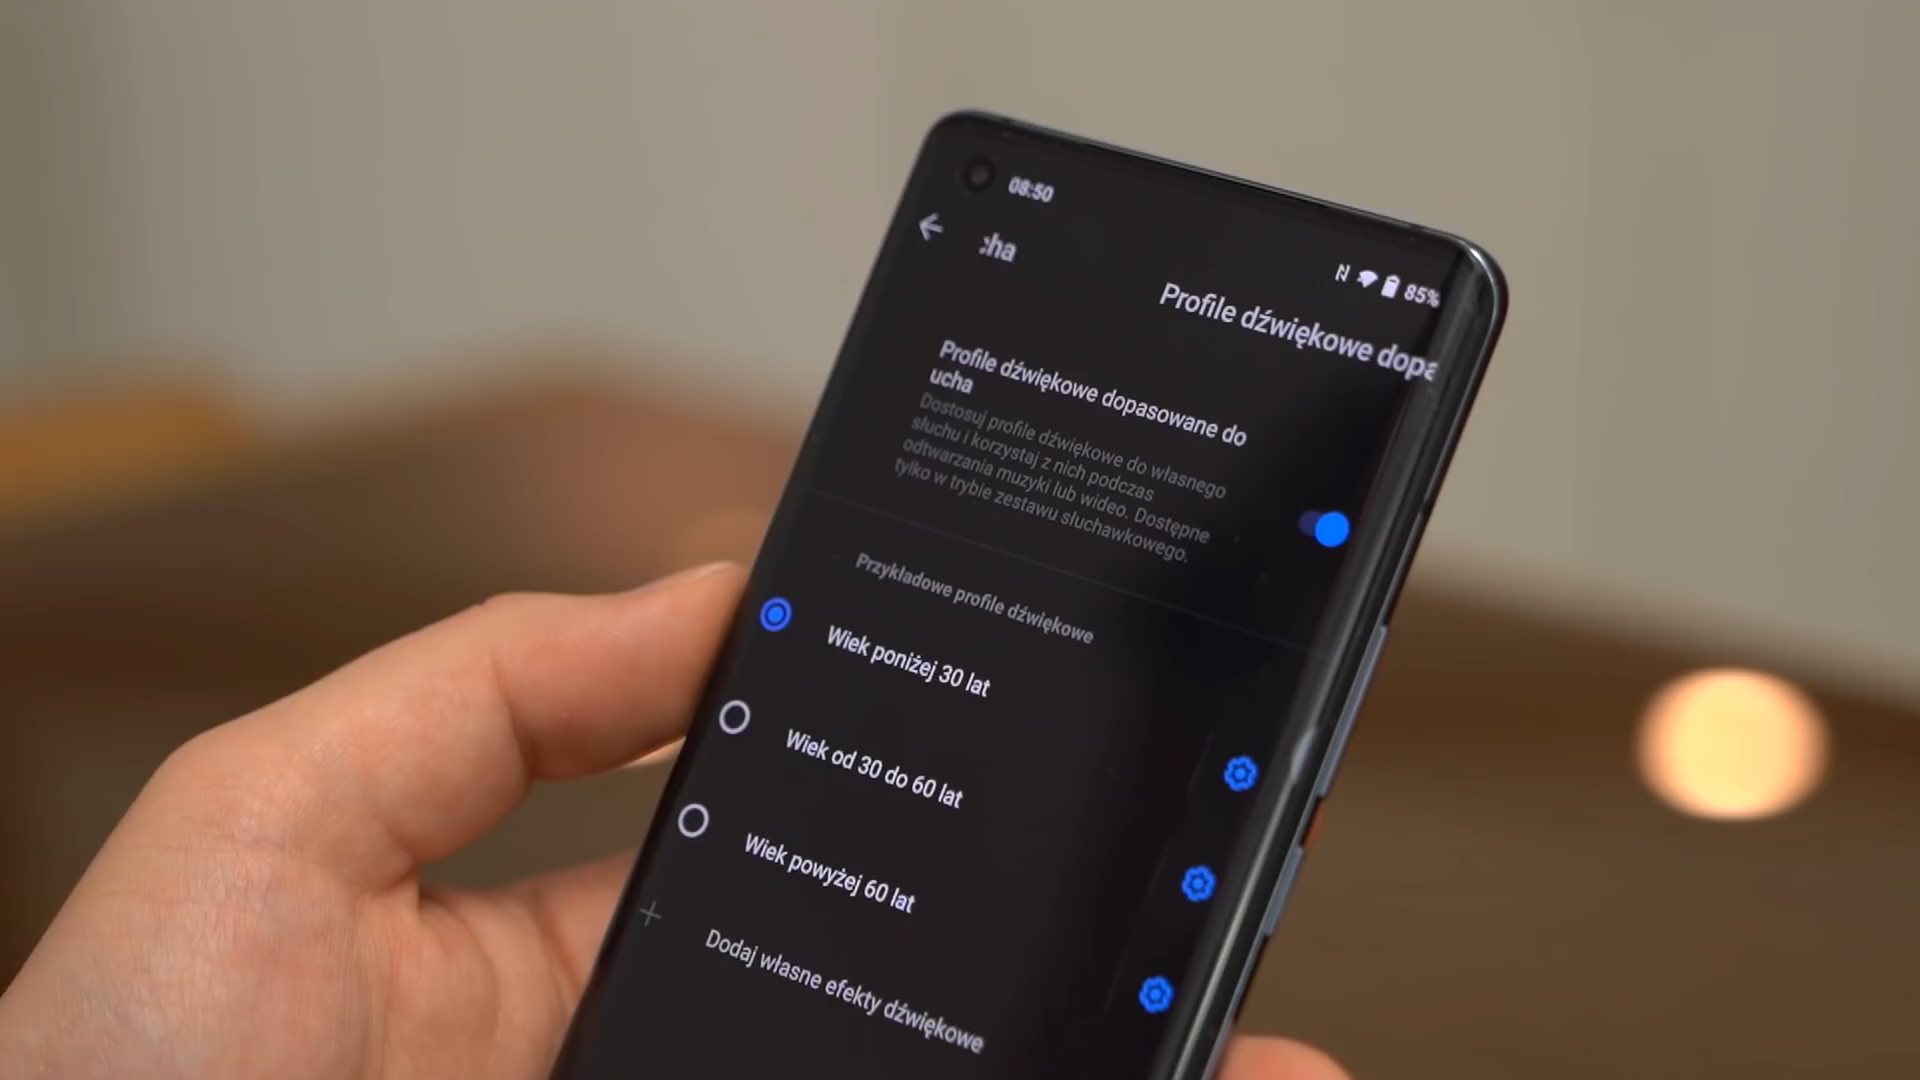 08:50
85%
cha
Profile dźwiękowe dopa
Profile dźwiękowe dopasowane do
ucha
Dostosuj profile dźwiękowe do własnego
słuchu i korzystaj z nich podczas
odtwarzania muzyki lub wideo. Dostępne
tylko w trybie zestawu słuchawkowego.
Przykładowe profile dźwiękowe
Wiek poniżej 30 lat
Wiek od 30 do 60 lat
Wiek powyżej 60 lat
Dodaj własne efekty dźwiękowe